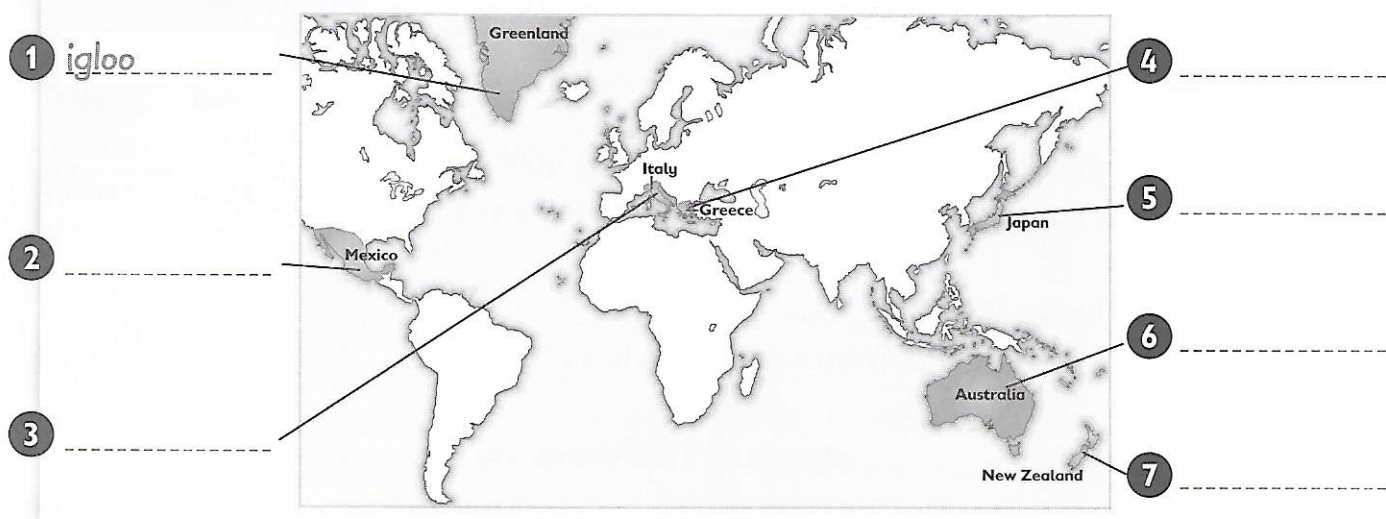 1 igloo
2
3
Greenland
Italy
Greece
Mexico
Japan
Australia
New Zealand
4
5
6
7